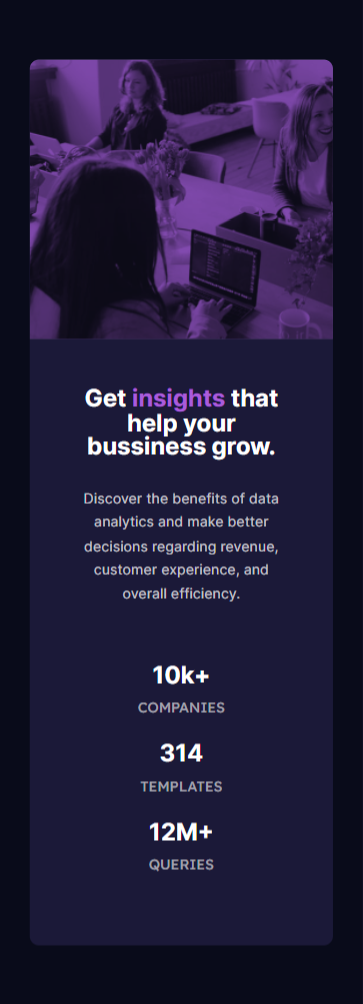 Get insights that
help your
bussiness grow.
Discover the benefits of data
analytics and make better
decisions regarding revenue,
customer experience, and
overall efficiency.
10k+
COMPANIES
314
TEMPLATES
12M+
QUERIES